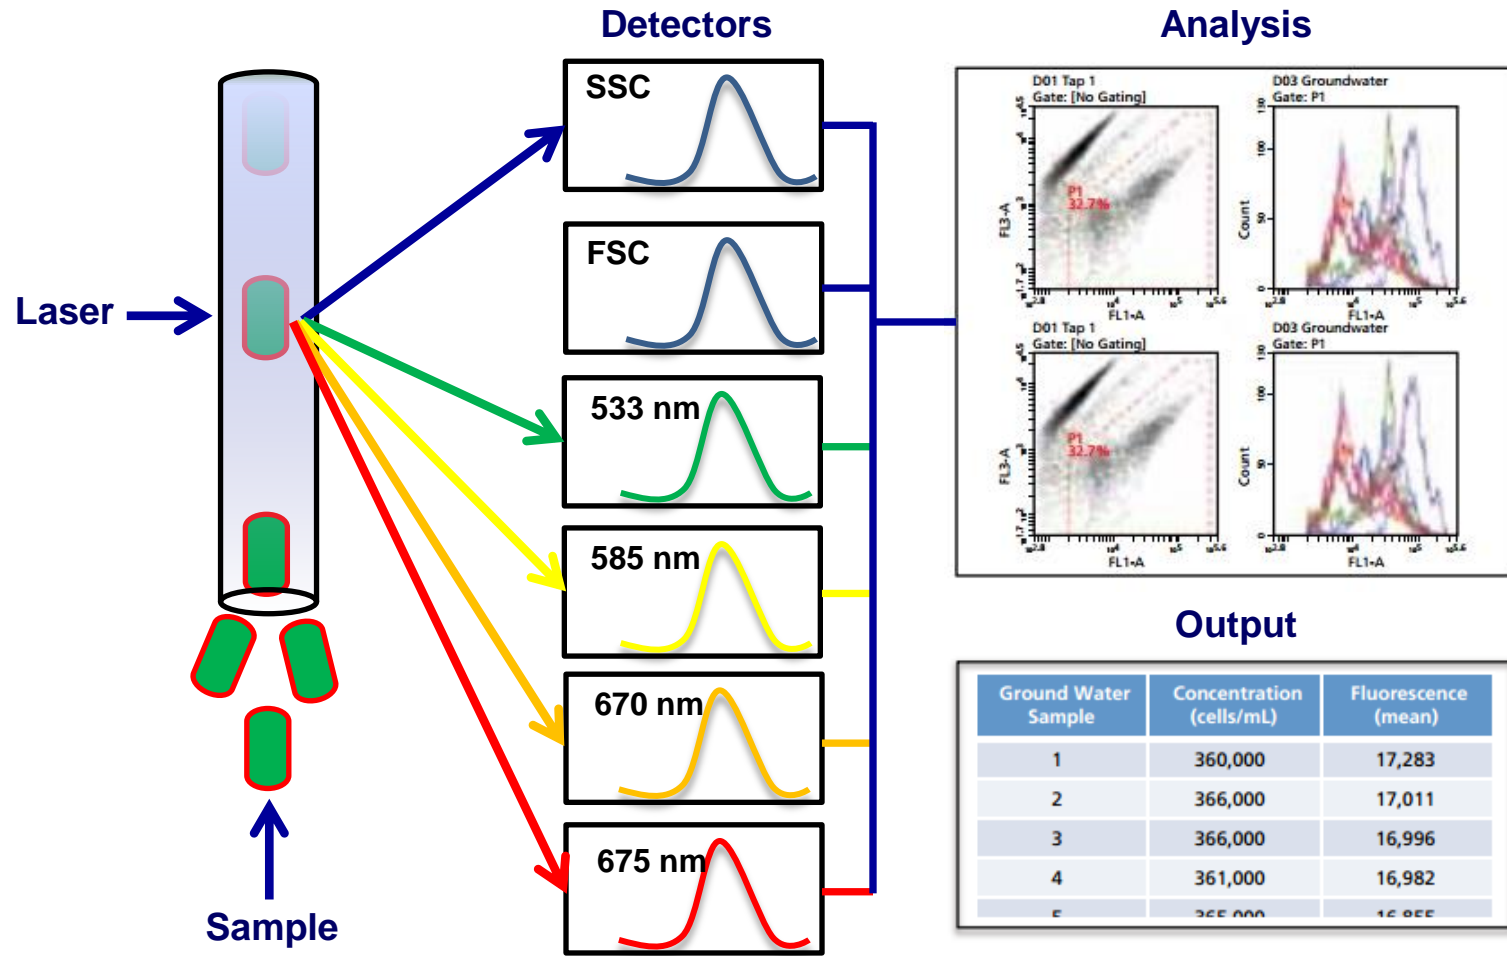 Detectors
Analysis
Laser
Sample
SSC
FSC
533 nm
585 nm
670 nm
675 nm
D01 Tap 1
Gate: [No Gating]
P1
32.7%
FL3-A
FL1-A
D03 Groundwater
Gate: P1
Count
FL1-A
D01 Tap 1
Gate: [No Gating]
P1
32.7%
FL3-A
FL1-A
D03 Groundwater
Gate: P1
Count
FL1-A
Output
Ground Water Sample
Concentration (cells/mL)
Fluorescence (mean)
1 360,000 17,283
2 366,000 17,011
3 366,000 16,996
4 361,000 16,982